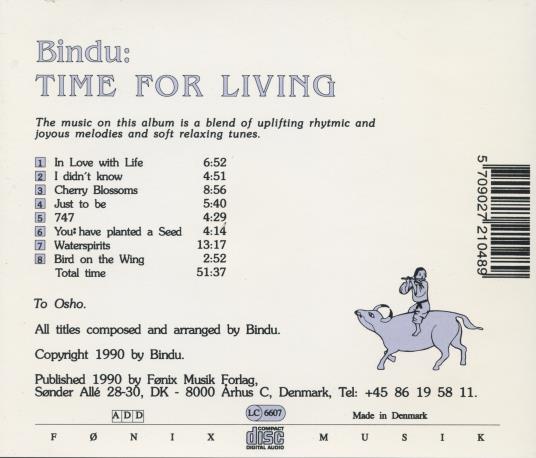 Bindu:
TIME FOR LIVING
The music on this album is a blend of uplifting rhytmic and
joyous melodies and soft relaxing tunes.
1 In Love with Life 6:52
2 I didn´t know 4:51
3 Cherry Blossoms 8:56
4 Just to be 5:40
5 747 4:29
6 You: have planted a Seed 4:14
7 Waterspirits 13:17
8 Bird on the Wing 2:52
Total time 51:37
To Osho.
All titles composed and arranged by Bindu.
Copyright 1990 by Bindu.
Published 1990 by Fønix Musik Forlag,
Sønder Allé 28-30, DK - 8000 Århus C, Denmark, Tel: +45 86 19 58 11.
ADD
LC 6607
Made in Denmark
FØNIX
COMPACT
disc
DIGITAL AUDIO
MUSIK
5 709027 210489